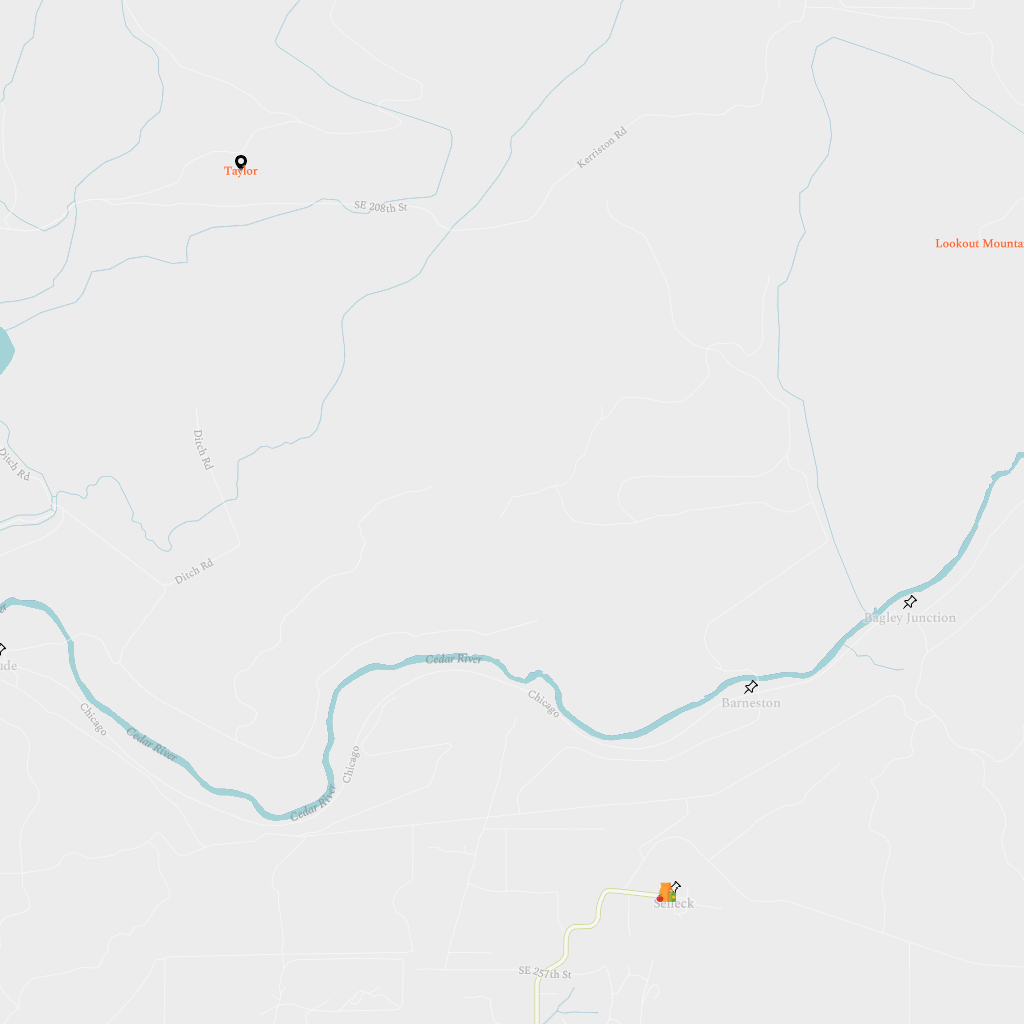 Kerriston Rd
Taylor
SE 208th St
Lookout Mounta
Ditch Rd
Ditch Rd
Ditch Rd
Bagley Junction
Cedar River
ude
Barneston
Chicago
Chicago
Cedar River
Chicago
Cedar River
Selleck
SE 257th St